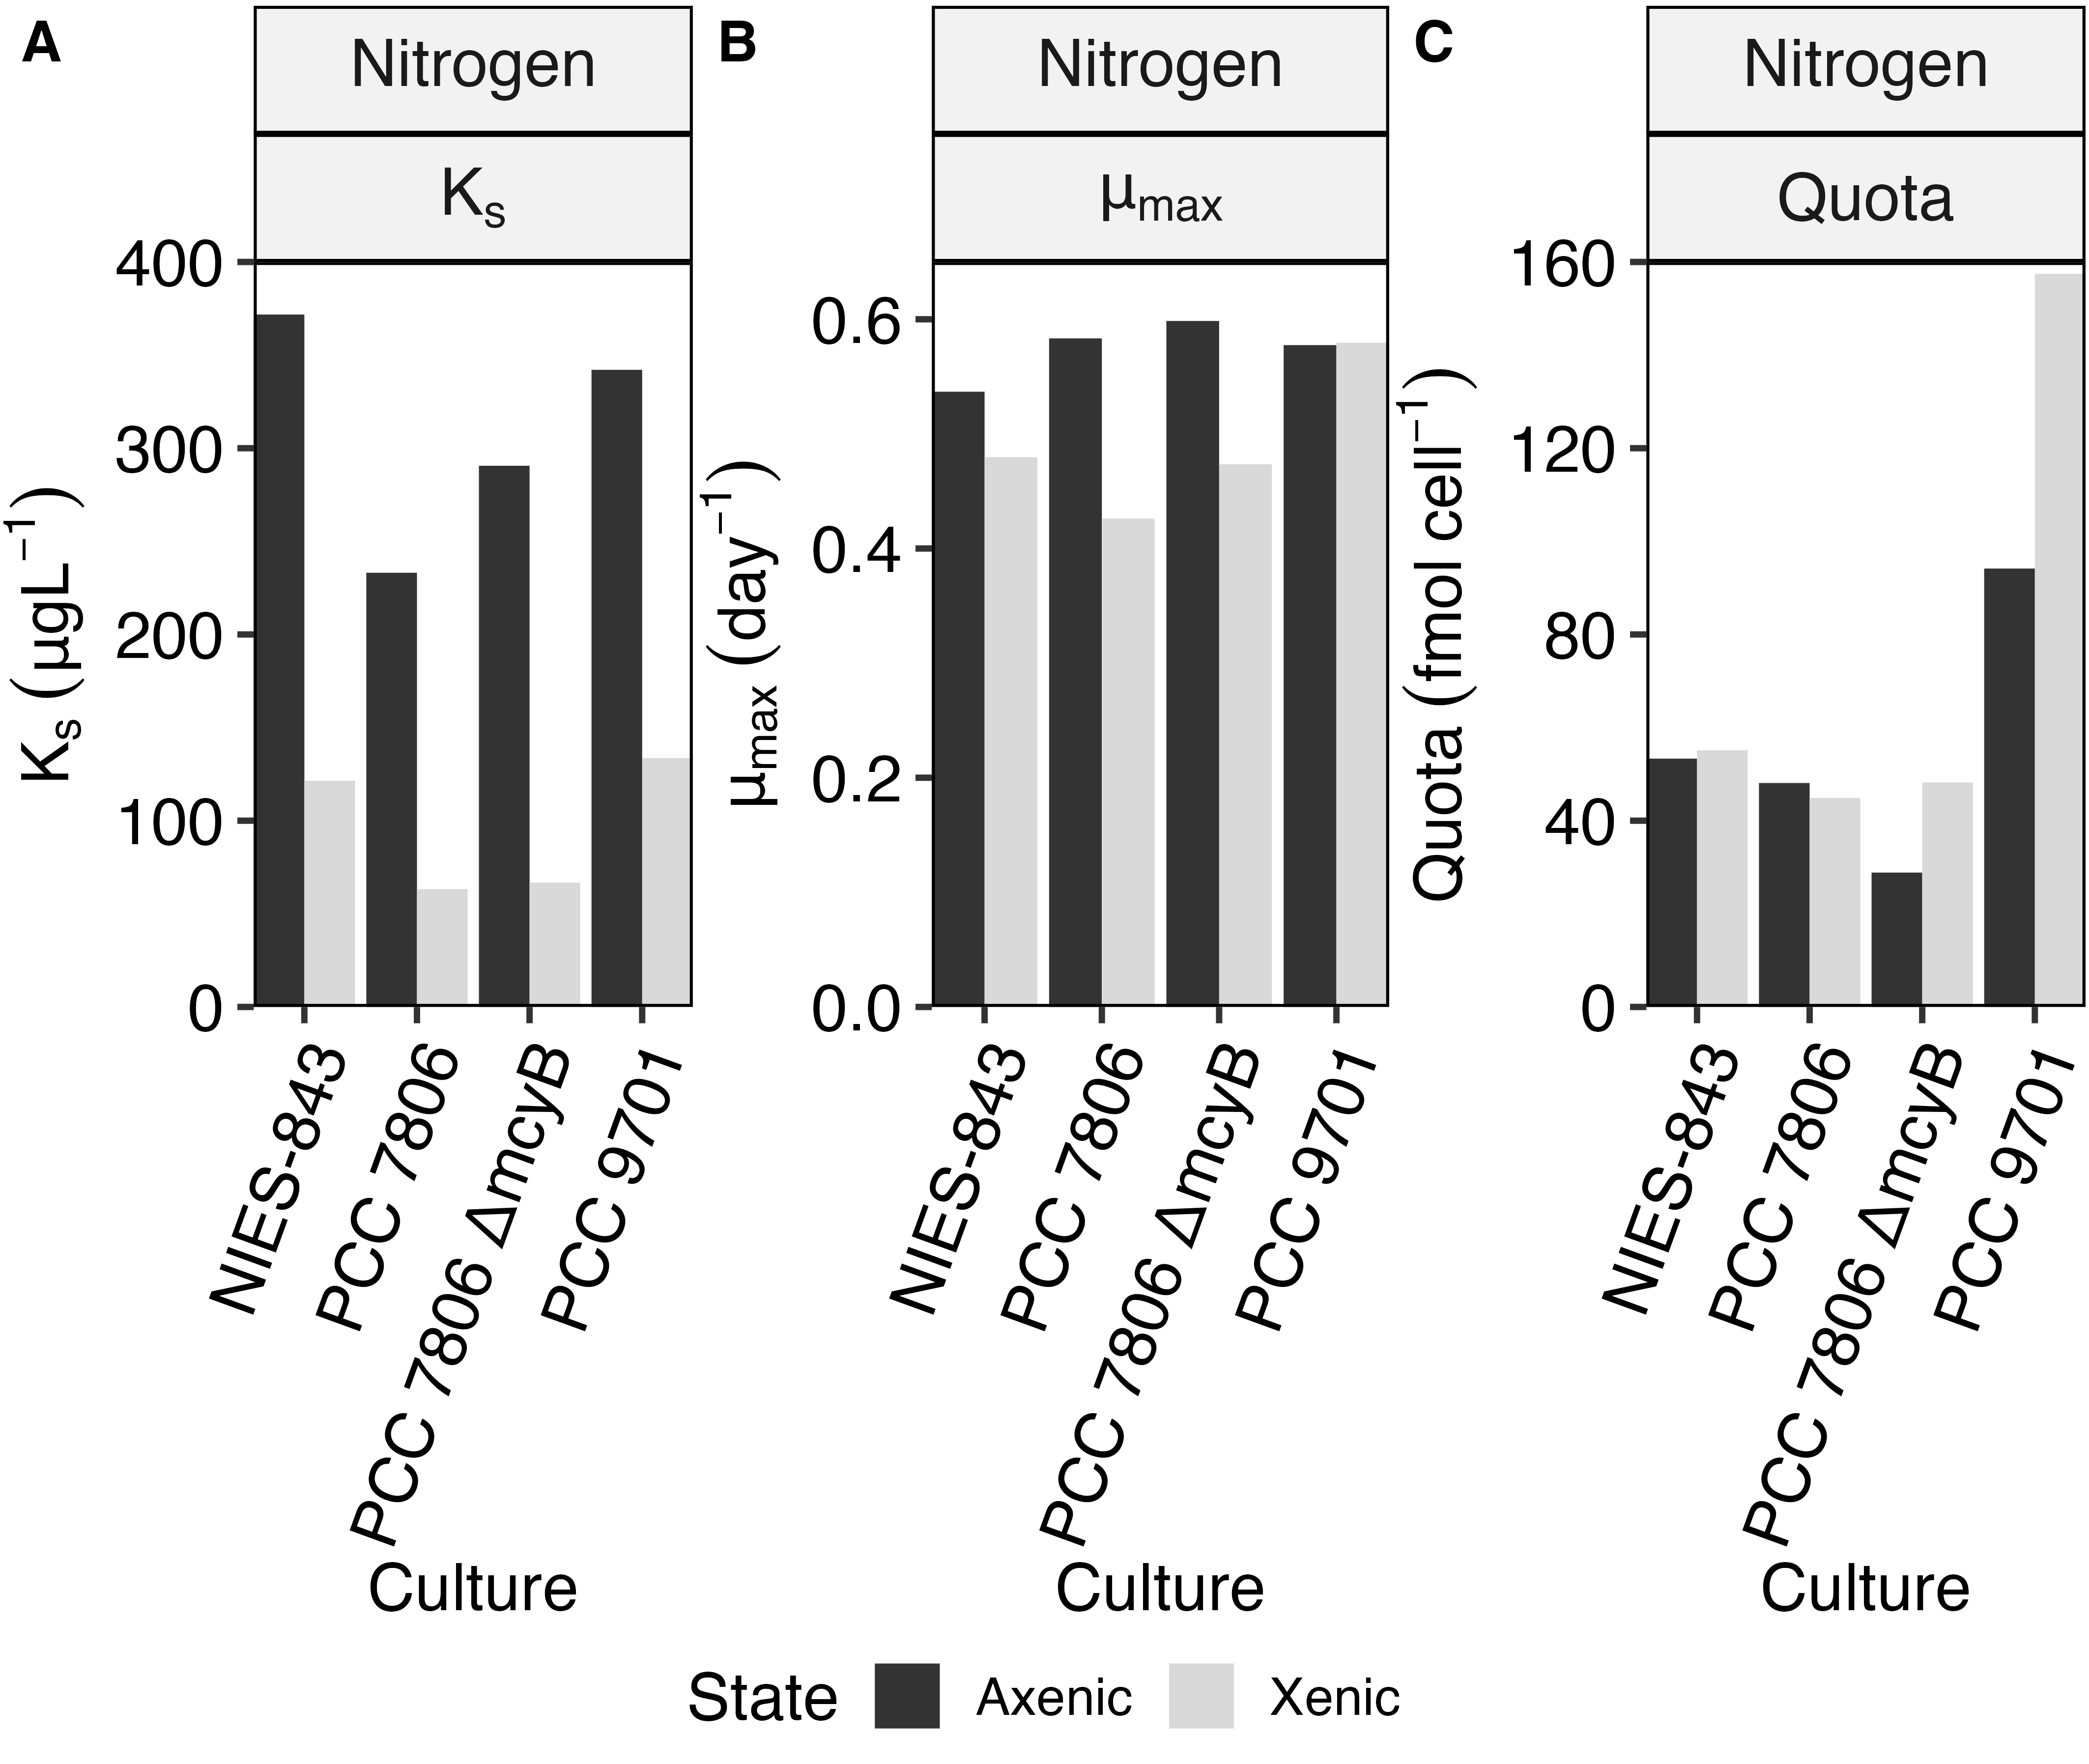 A
Nitrogen
Kₛ
400
300
200
100
0
Kₛ (µgL⁻¹)
NIES-843
PCC 7806
PCC 7806 ΔmcyB
PCC 9701
Culture
B
Nitrogen
µₘₐₓ
0.6
0.4
0.2
0.0
µₘₐₓ (day⁻¹)
NIES-843
PCC 7806
PCC 7806 ΔmcyB
PCC 9701
Culture
C
Nitrogen
Quota
160
120
80
40
0
Quota (fmol cell⁻¹)
NIES-843
PCC 7806
PCC 7806 ΔmcyB
PCC 9701
Culture
State Axenic Xenic